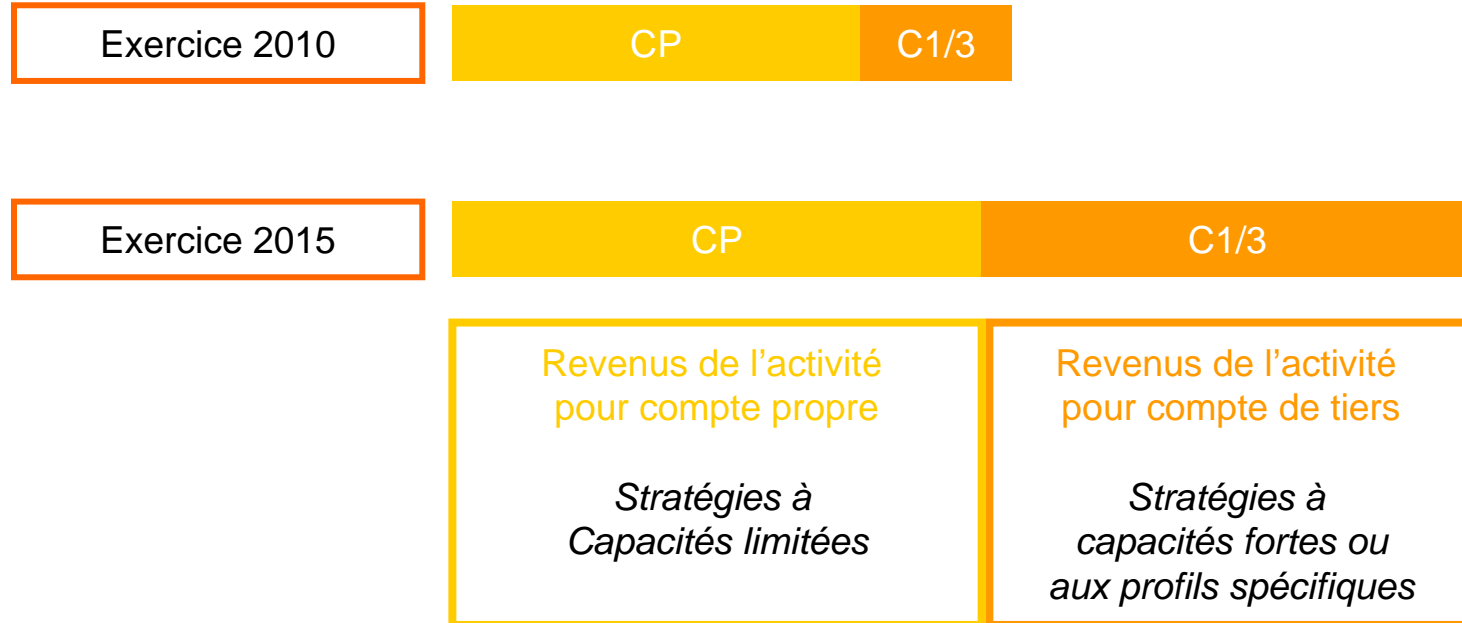 Exercice 2010
CP
C1/3
Exercice 2015
CP
C1/3
Revenus de l’activité
pour compte propre
Stratégies à
Capacités limitées
Revenus de l’activité
pour compte de tiers
Stratégies à
capacités fortes ou
aux profils spécifiques